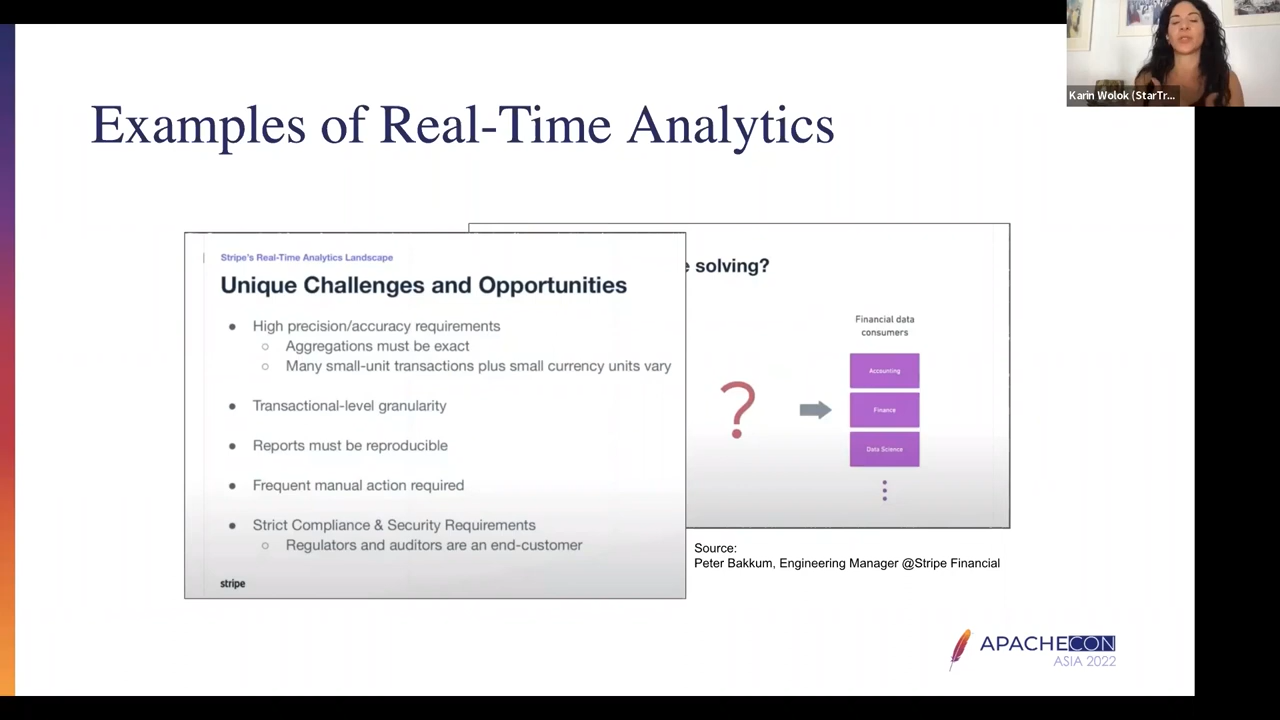 Karin Wolok (StarTr...
Examples of Real-Time Analytics
Stripe's Real-Time Analytics Landscape
Unique Challenges and Opportunities
● High precision/accuracy requirements
○ Aggregations must be exact
○ Many small-unit transactions plus small currency units vary
● Transactional-level granularity
● Reports must be reproducible
● Frequent manual action required
● Strict Compliance & Security Requirements
○ Regulators and auditors are an end-customer
stripe
solving?
?
Financial data
consumers
Accounting
Finance
Data Science
Source:
Peter Bakkum, Engineering Manager @Stripe Financial
APACHECON
ASIA 2022